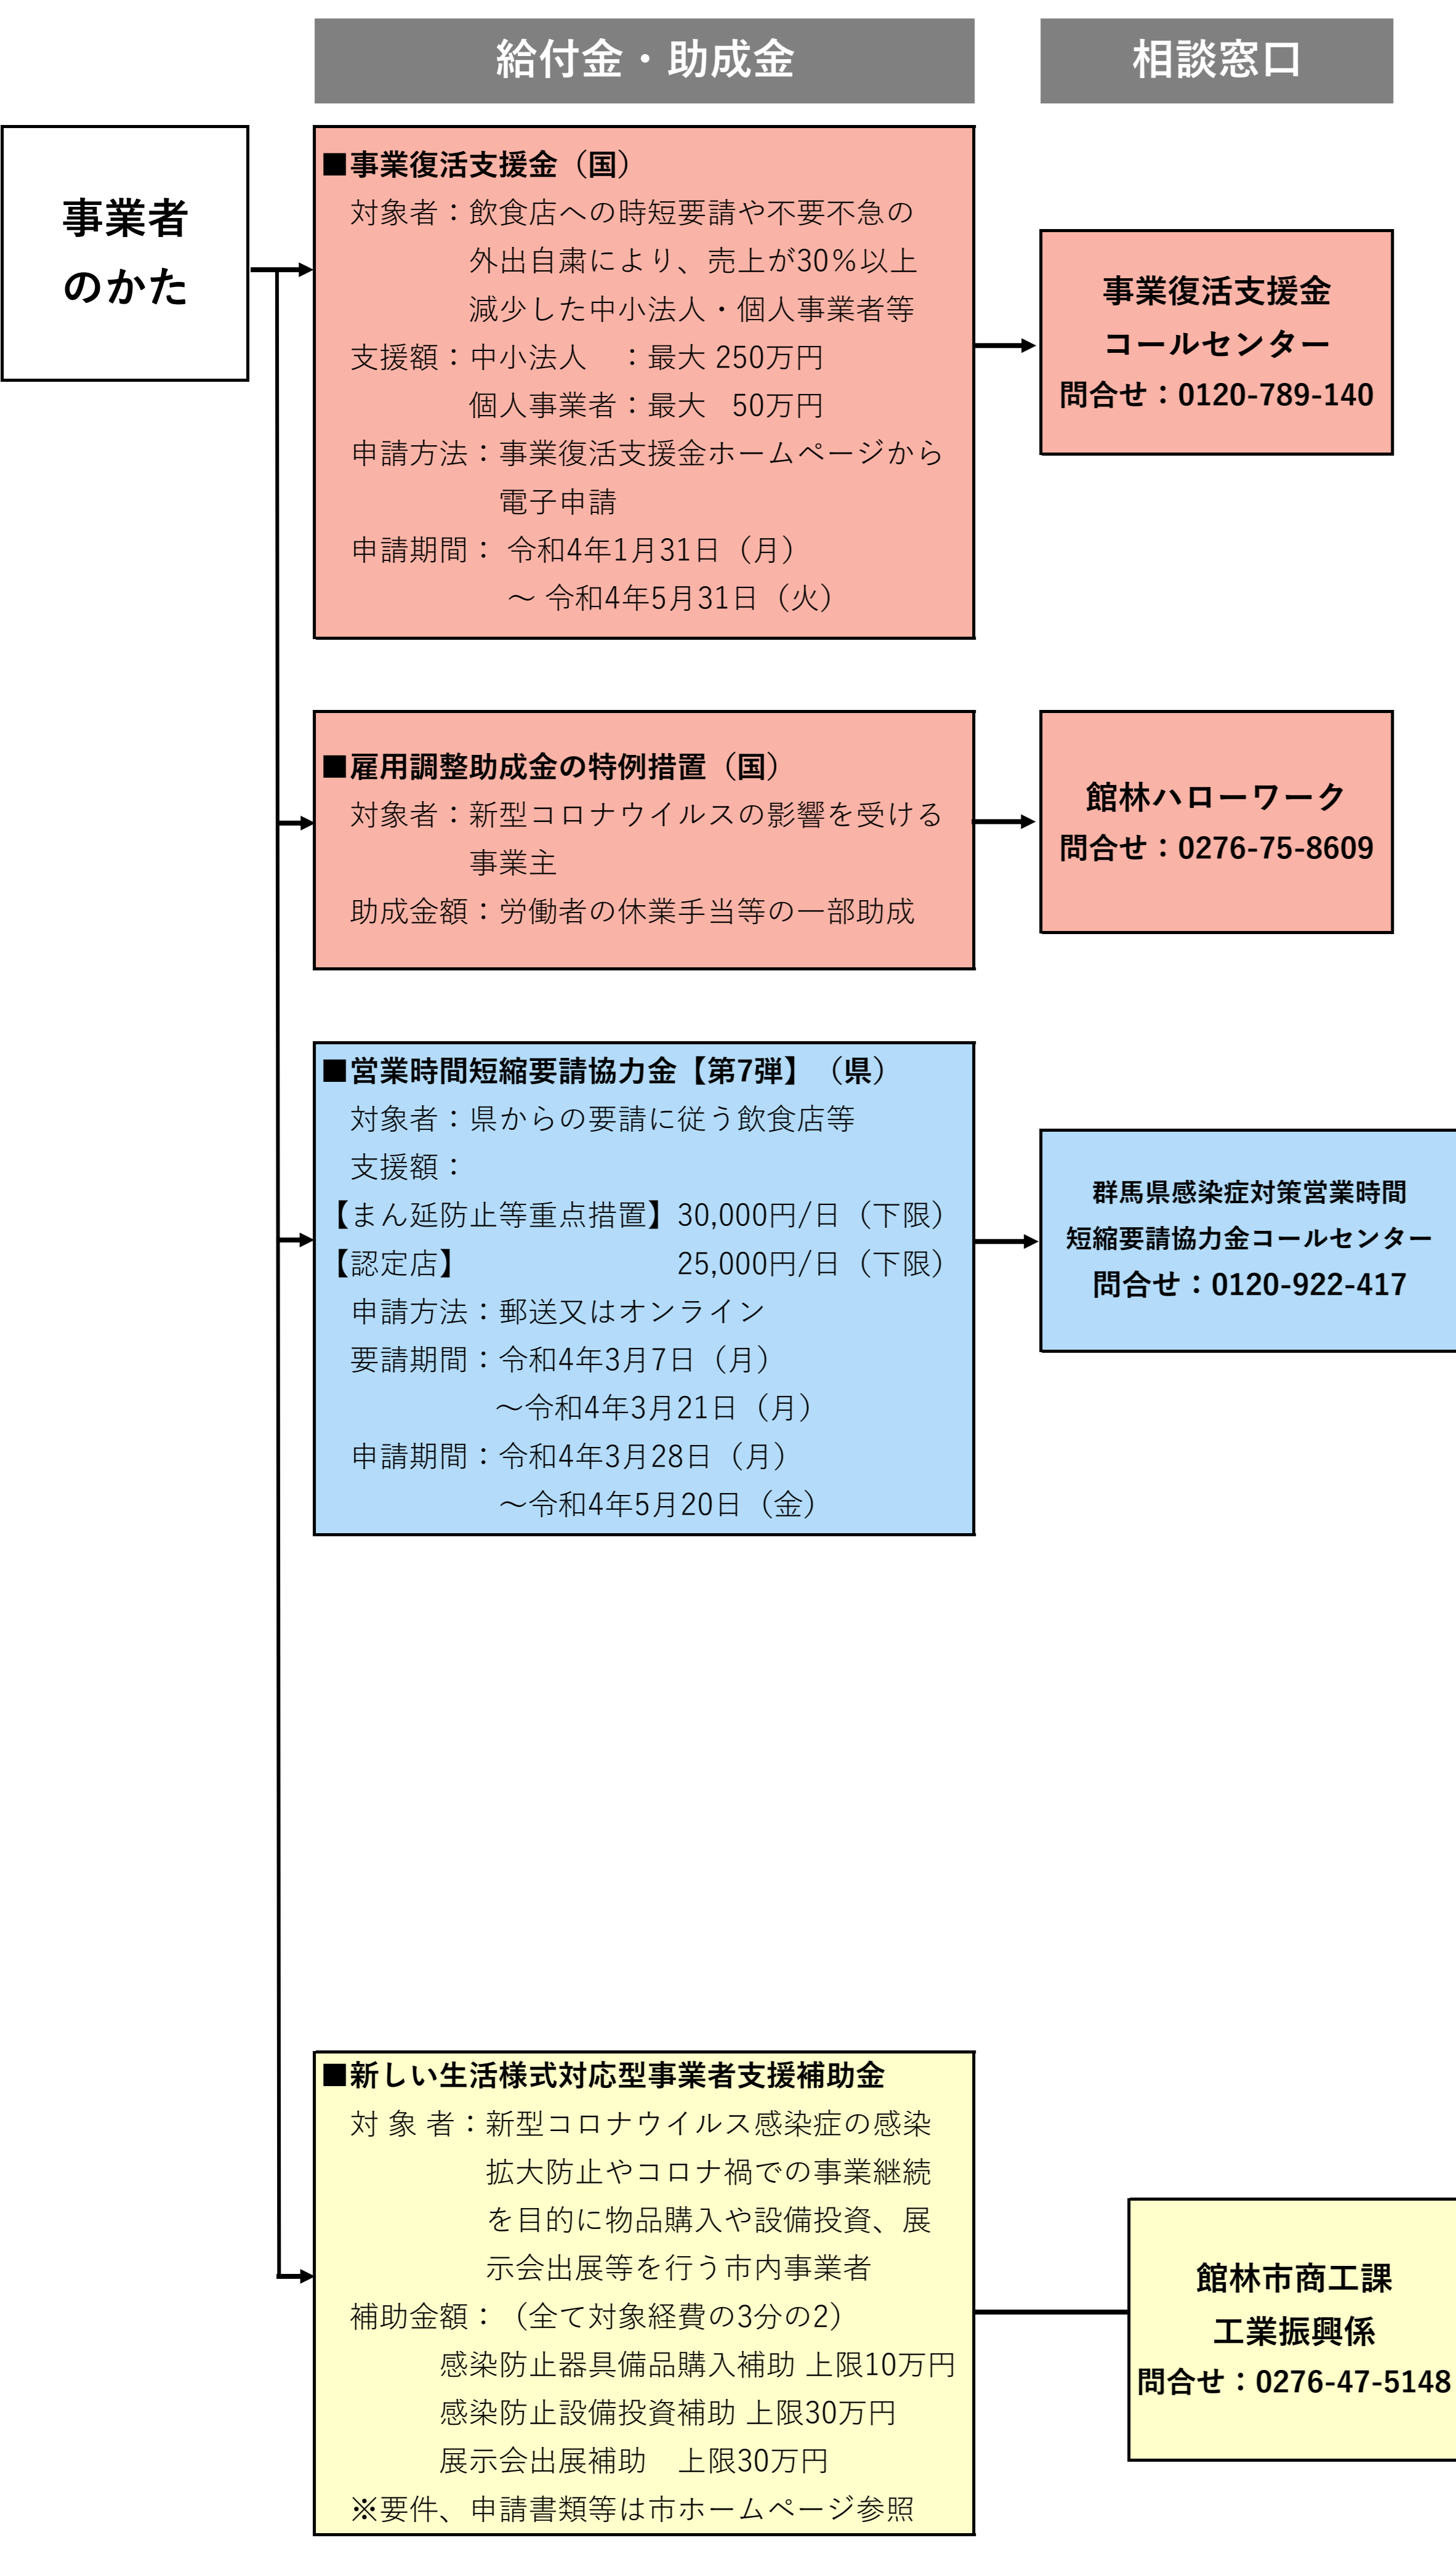 給付金・助成金
相談窓口
事業者
のかた
■事業復活支援金（国）
対象者：飲食店への時短要請や不要不急の
外出自粛により、売上が30％以上
減少した中小法人・個人事業者等
支援額：中小法人　：最大 250万円
個人事業者：最大 50万円
申請方法：事業復活支援金ホームページから
電子申請
申請期間： 令和4年1月31日（月）
～ 令和4年5月31日（火）
事業復活支援金
コールセンター
問合せ：0120-789-140
■雇用調整助成金の特例措置（国）
対象者：新型コロナウイルスの影響を受ける
事業主
助成金額：労働者の休業手当等の一部助成
館林ハローワーク
問合せ：0276-75-8609
■営業時間短縮要請協力金【第7弾】（県）
対象者：県からの要請に従う飲食店等
支援額：
【まん延防止等重点措置】30,000円/日（下限）
【認定店】　25,000円/日（下限）
申請方法：郵送又はオンライン
要請期間：令和4年3月7日（月）
～令和4年3月21日（月）
申請期間：令和4年3月28日（月）
～令和4年5月20日（金）
群馬県感染症対策営業時間
短縮要請協力金コールセンター
問合せ：0120-922-417
■新しい生活様式対応型事業者支援補助金
対 象 者：新型コロナウイルス感染症の感染
拡大防止やコロナ禍での事業継続
を目的に物品購入や設備投資、展
示会出展等を行う市内事業者
補助金額：（全て対象経費の3分の2）
感染防止器具備品購入補助 上限10万円
感染防止設備投資補助 上限30万円
展示会出展補助　上限30万円
※要件、申請書類等は市ホームページ参照
館林市商工課
工業振興係
問合せ：0276-47-5148